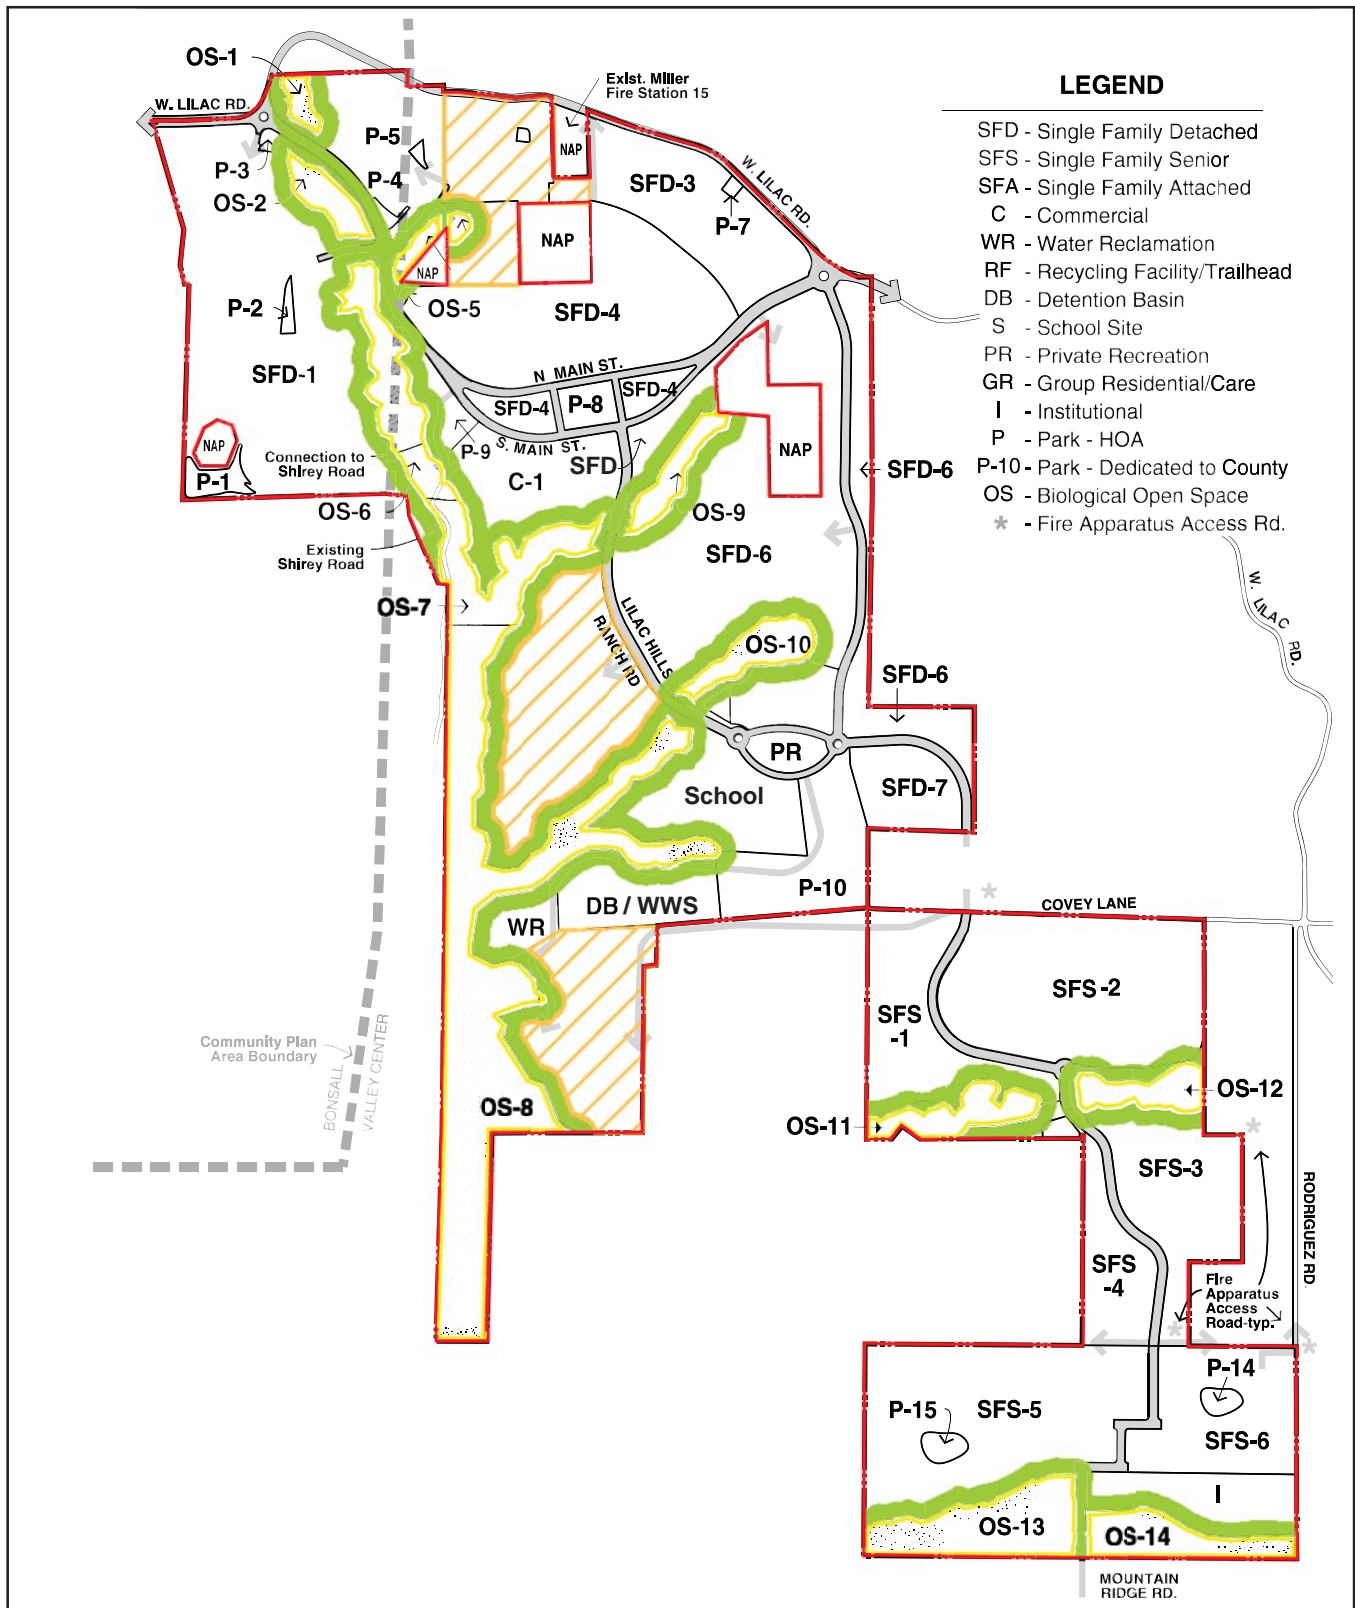 OS-1
W. LILAC RD.
Exist. Miller
Fire Station 15
P-5
NAP
P-3
P-4
OS-2
SFD-3
P-7
W. LILAC RD.
NAP
NAP
P-2
OS-5
SFD-4
SFD-1
N MAIN ST.
SFD-4
SFD-4
P-8
S. MAIN ST.
P-9
SFD
NAP
NAP
P-1
Connection to
Shirey Road
C-1
SFD-6
OS-6
OS-9
Existing
Shirey Road
SFD-6
OS-7
LILAC HILLS
RANCH RD
OS-10
SFD-6
PR
SFD-7
School
P-10
DB / WWS
WR
COVEY LANE
SFS-2
SFS
-1
Community Plan
Area Boundary
BONSALL
VALLEY CENTER
OS-8
OS-12
OS-11
SFS-3
RODRIGUEZ RD.
SFS
-4
Fire
Apparatus
Access
Road-typ.
P-14
P-15
SFS-5
SFS-6
I
OS-13
OS-14
MOUNTAIN
RIDGE RD.
W. LILAC RD.
LEGEND
SFD - Single Family Detached
SFS - Single Family Senior
SFA - Single Family Attached
C - Commercial
WR - Water Reclamation
RF - Recycling Facility/Trailhead
DB - Detention Basin
S - School Site
PR - Private Recreation
GR - Group Residential/Care
I - Institutional
P - Park - HOA
P-10 - Park - Dedicated to County
OS - Biological Open Space
* - Fire Apparatus Access Rd.